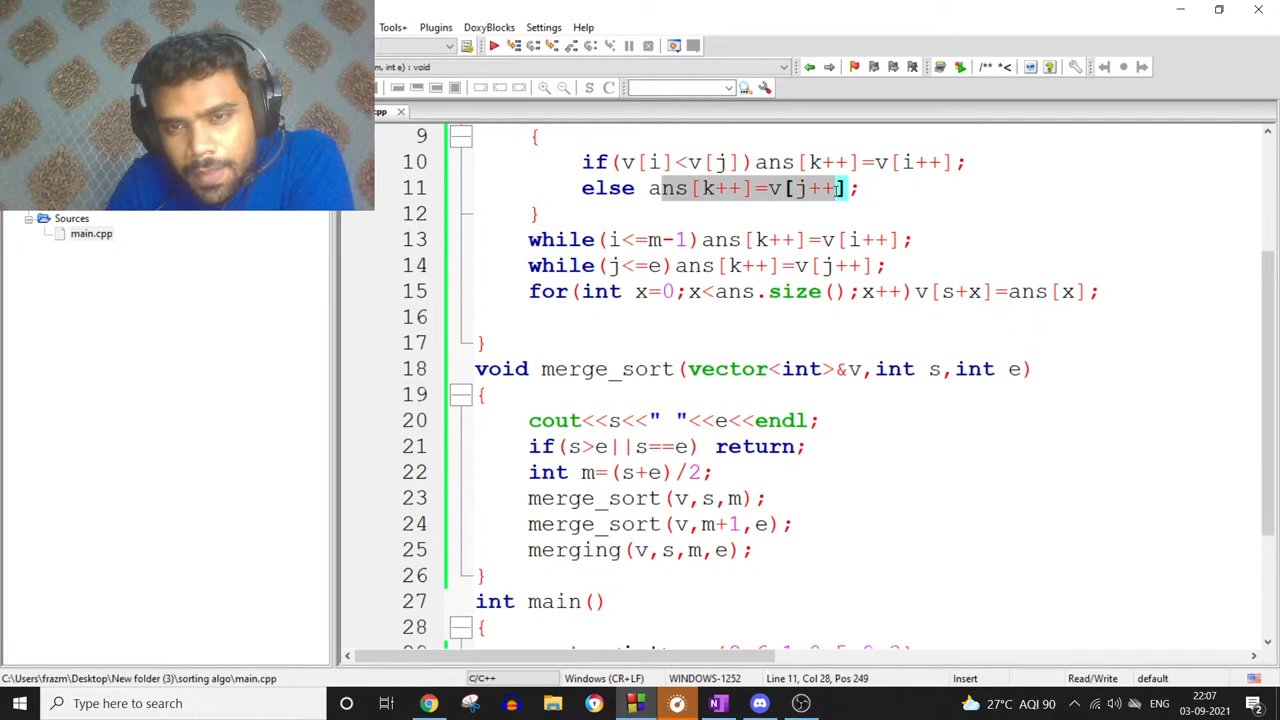 Tools+ Plugins DoxyBlocks Settings Help
m, int e) : void
/** *<
S C
cpp
9 {
10 if(v[i]<v[j])ans[k++]=v[i++];
11 else ans[k++]=v[j++];
12 }
13 while(i<=m-1)ans[k++]=v[i++];
14 while(j<=e)ans[k++]=v[j++];
15 for(int x=0;x<ans.size();x++)v[s+x]=ans[x];
16
17 }
18 void merge_sort(vector<int>&v,int s,int e)
19 {
20 cout<<s<<" "<<e<<endl;
21 if(s>e||s==e) return;
22 int m=(s+e)/2;
23 merge_sort(v,s,m);
24 merge_sort(v,m+1,e);
25 merging(v,s,m,e);
26 }
27 int main()
28 {
Sources
main.cpp
C:\Users\frazm\Desktop\New folder (3)\sorting algo\main.cpp C/C++ Windows (CR+LF) WINDOWS-1252 Line 11, Col 28, Pos 249 Insert Read/Write default
Type here to search
27°C AQI 90 ENG 22:07
03-09-2021